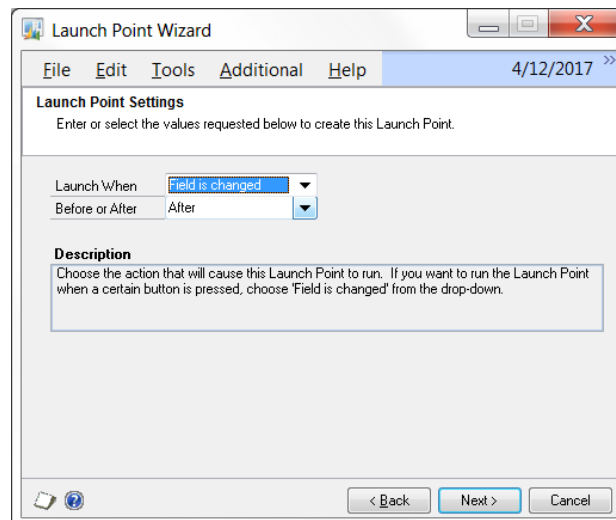 Launch Point Wizard
File Edit Tools Additional Help 4/12/2017 »
Launch Point Settings
Enter or select the values requested below to create this Launch Point.
Launch When Field is changed
Before or After After
Description
Choose the action that will cause this Launch Point to run. If you want to run the Launch Point
when a certain button is pressed, choose 'Field is changed' from the drop-down.
< Back Next > Cancel